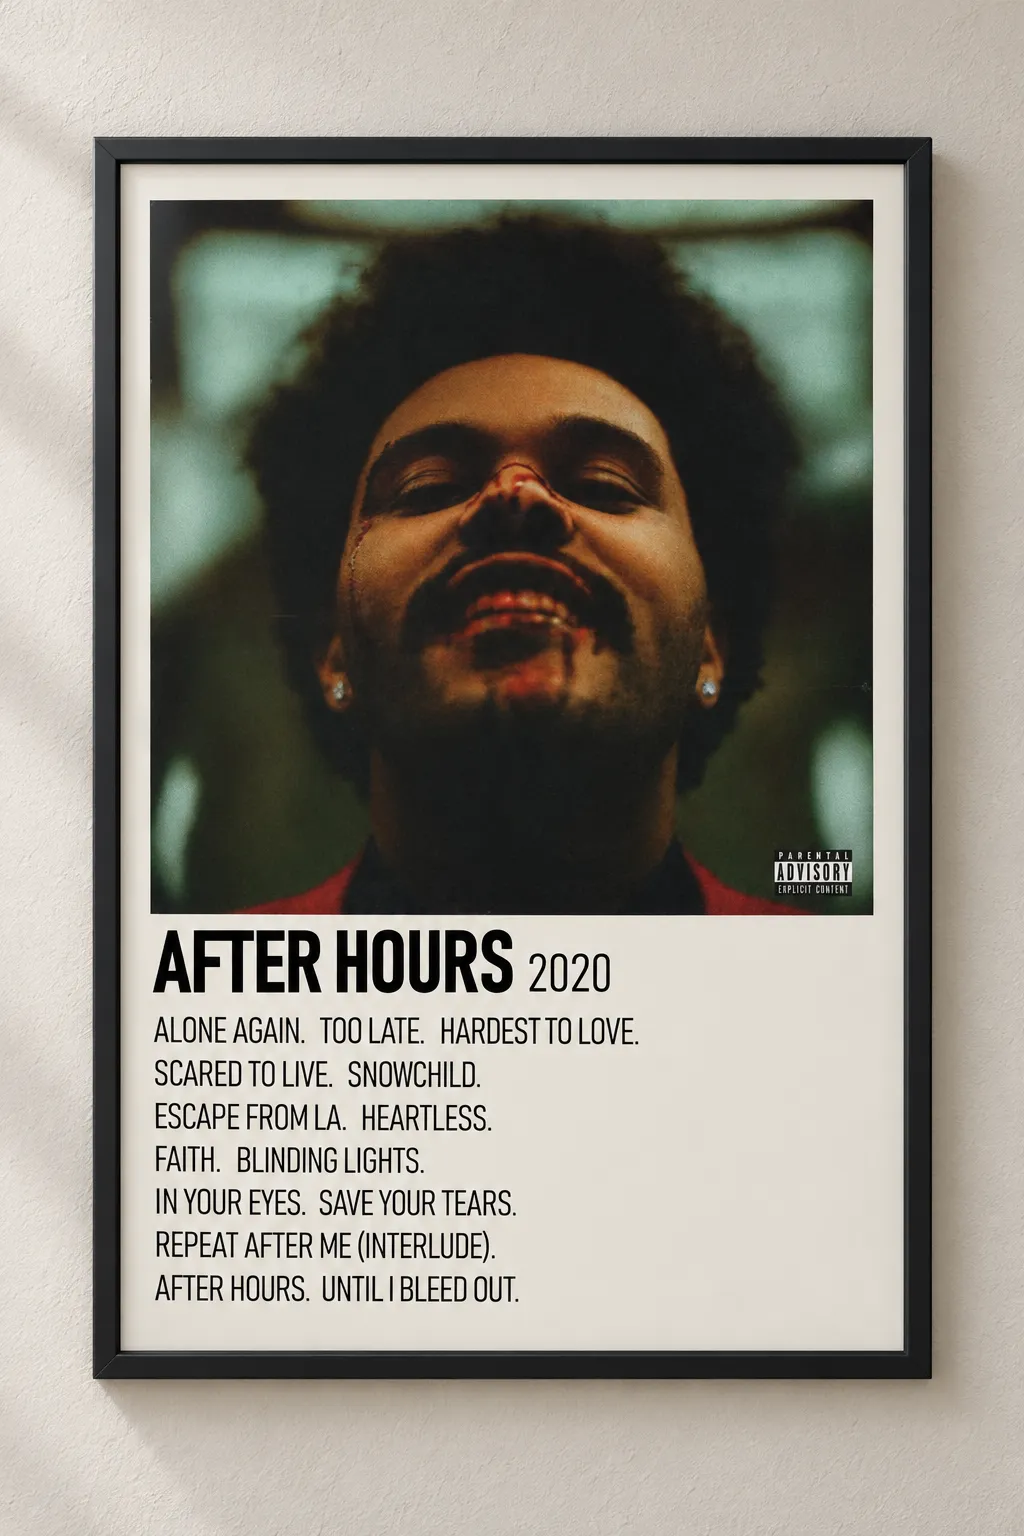 PARENTAL
ADVISORY
EXPLICIT CONTENT
AFTER HOURS 2020
ALONE AGAIN. TOO LATE. HARDEST TO LOVE.
SCARED TO LIVE. SNOWCHILD.
ESCAPE FROM LA. HEARTLESS.
FAITH. BLINDING LIGHTS.
IN YOUR EYES. SAVE YOUR TEARS.
REPEAT AFTER ME (INTERLUDE).
AFTER HOURS. UNTIL I BLEED OUT.